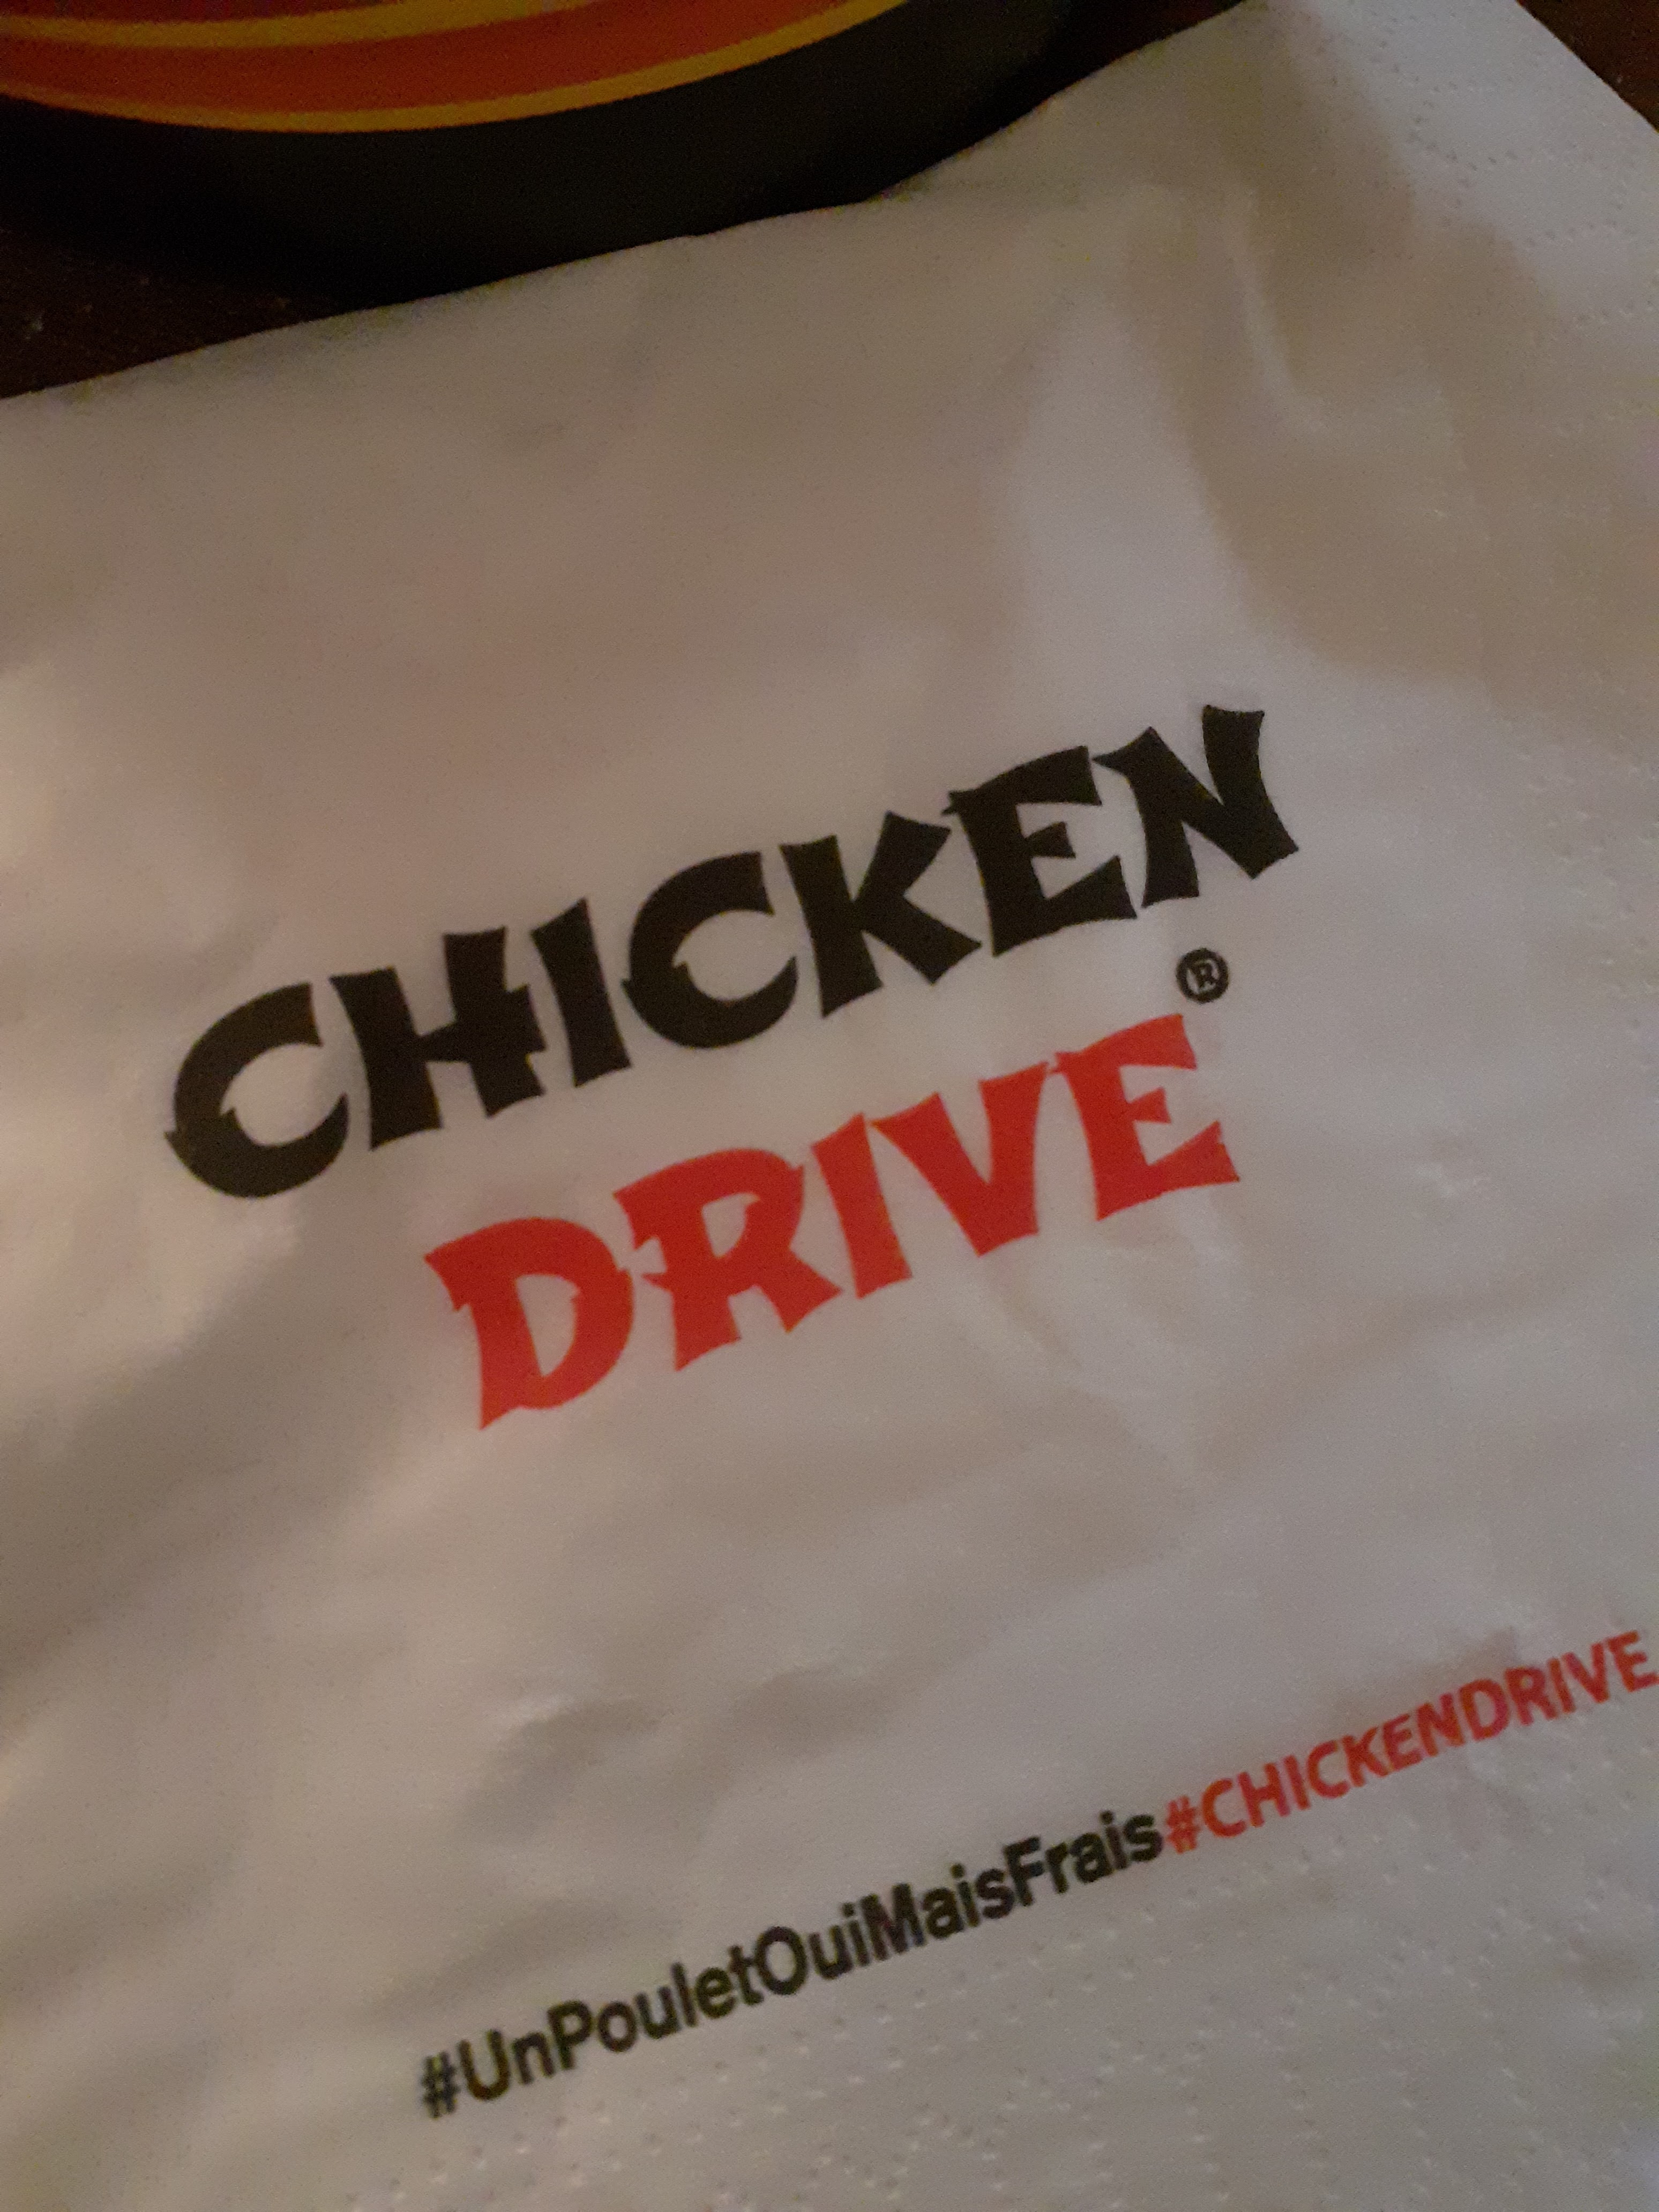 CHICKEN
®
DRIVE
#UnPouletOuiMaisFrais#CHICKENDRIVE